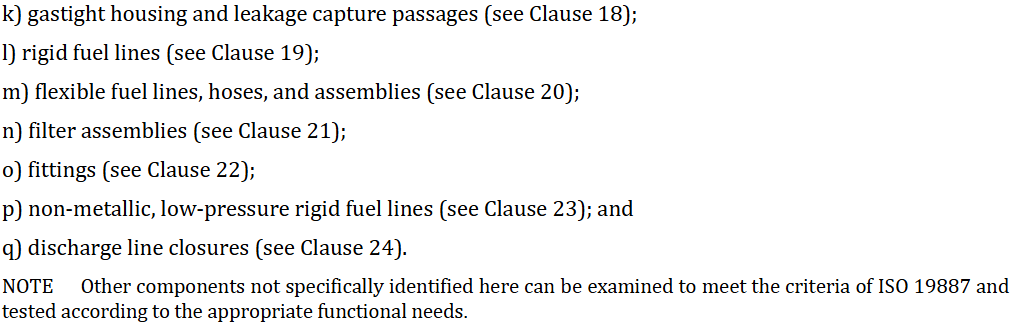 k) gastight housing and leakage capture passages (see Clause 18);
l) rigid fuel lines (see Clause 19);
m) flexible fuel lines, hoses, and assemblies (see Clause 20);
n) filter assemblies (see Clause 21);
o) fittings (see Clause 22);
p) non-metallic, low-pressure rigid fuel lines (see Clause 23); and
q) discharge line closures (see Clause 24).
NOTE Other components not specifically identified here can be examined to meet the criteria of ISO 19887 and
tested according to the appropriate functional needs.